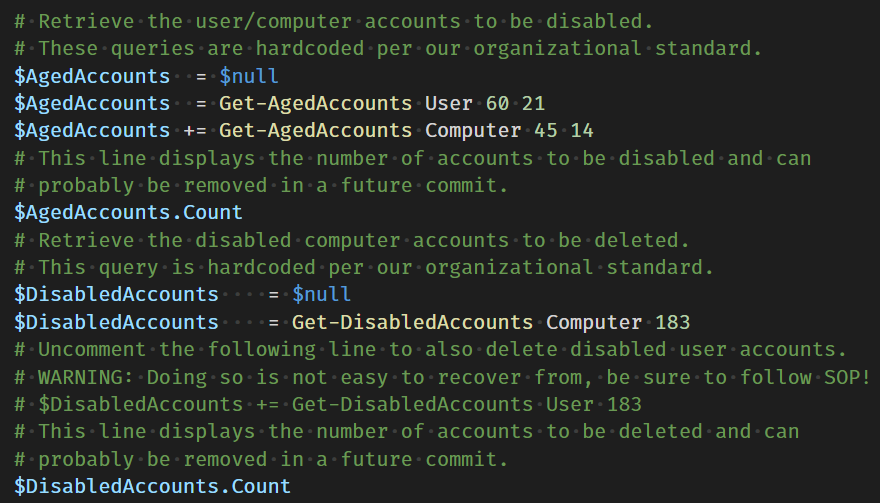 # Retrieve the user/computer accounts to be disabled.
# These queries are hardcoded per our organizational standard.
$AgedAccounts  = $null
$AgedAccounts  = Get-AgedAccounts User 60 21
$AgedAccounts += Get-AgedAccounts Computer 45 14
# This line displays the number of accounts to be disabled and can
# probably be removed in a future commit.
$AgedAccounts.Count
# Retrieve the disabled computer accounts to be deleted.
# This query is hardcoded per our organizational standard.
$DisabledAccounts    = $null
$DisabledAccounts    = Get-DisabledAccounts Computer 183
# Uncomment the following line to also delete disabled user accounts.
# WARNING: Doing so is not easy to recover from, be sure to follow SOP!
# $DisabledAccounts += Get-DisabledAccounts User 183
# This line displays the number of accounts to be deleted and can
# probably be removed in a future commit.
$DisabledAccounts.Count